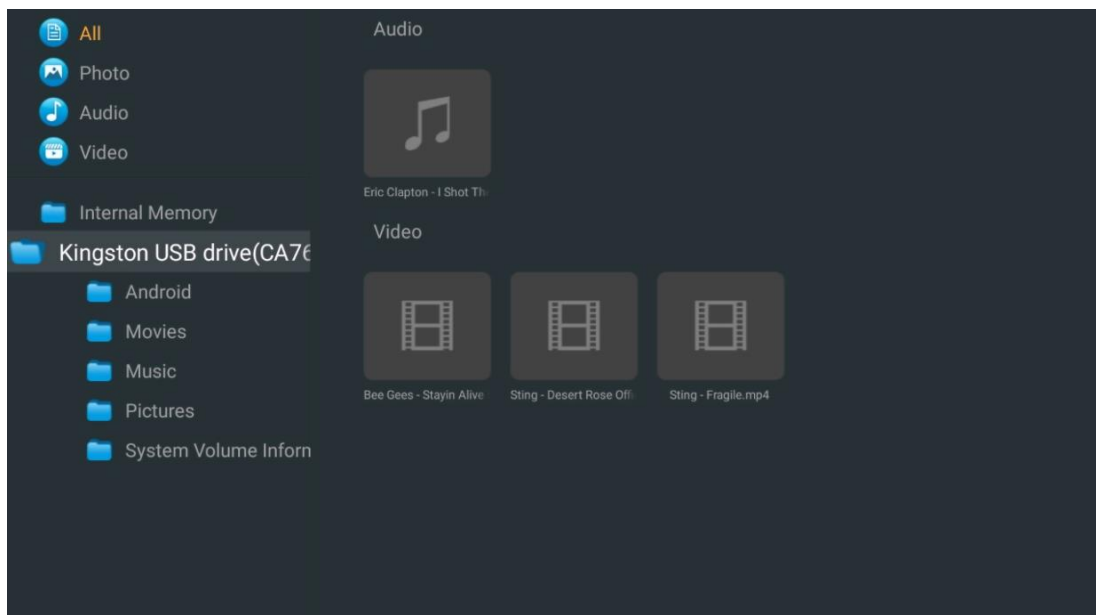 All
Photo
Audio
Video
Internal Memory
Kingston USB drive(CA76
Android
Movies
Music
Pictures
System Volume Inforn
Audio
Eric Clapton - I Shot Th
Video
Bee Gees - Stayin Alive
Sting - Desert Rose Off
Sting - Fragile.mp4